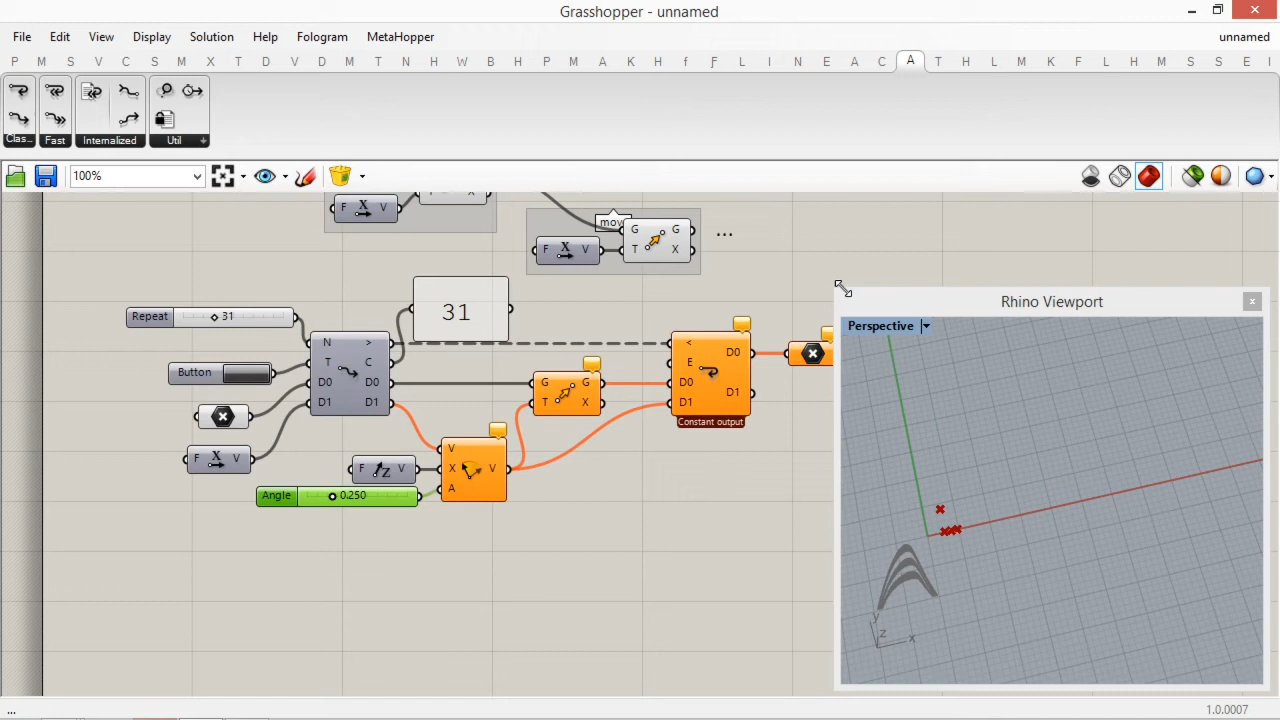 Grasshopper - unnamed
File Edit View Display Solution Help Fologram MetaHopper unnamed
P M S V C S M X T D M T N H W B H P M A C f F L I N E A C A T H L M L F L H P M S S E I
Clas... Fast Internalized Util
100%
F X V X
mov
G G
F X V T X
...
Repeat 31
31
Rhino Viewport
Perspective
N >
T C
D0 D0
D1 D1
Button
< D0
E
D0 D1
D1
Constant output
G G
T X
F X V
V
F Z V X V
A
Angle 0.250
y
z x
... 1.0.0007